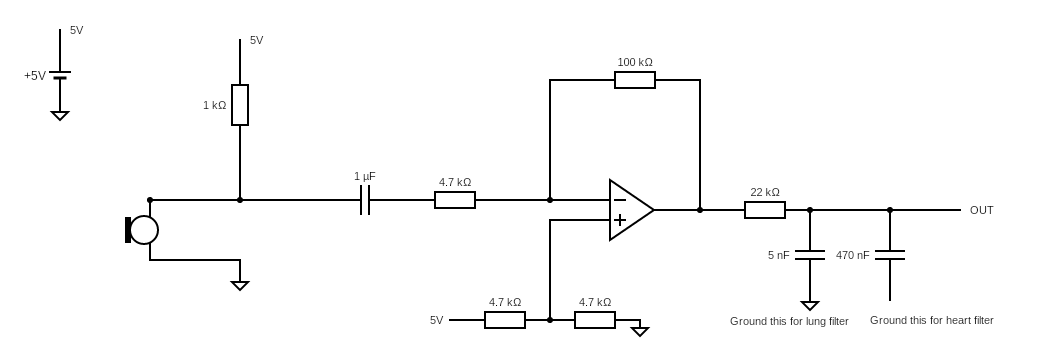 5V
5V
100 kΩ
+5V
1 kΩ
1 µF
4.7 kΩ
22 kΩ
OUT
5 nF
470 nF
4.7 kΩ
4.7 kΩ
5V
Ground this for lung filter
Ground this for heart filter